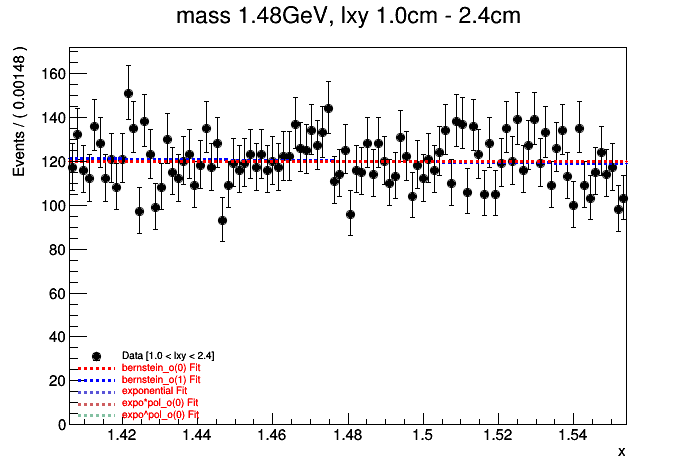 mass 1.48GeV, lxy 1.0cm - 2.4cm
Events / ( 0.00148 )
160
140
120
100
80
60
40
20
0
Data [1.0 < lxy < 2.4]
bernstein_o(0) Fit
bernstein_o(1) Fit
exponential Fit
expo*pol_o(0) Fit
expo^pol_o(0) Fit
1.42
1.44
1.46
1.48
1.5
1.52
1.54
x